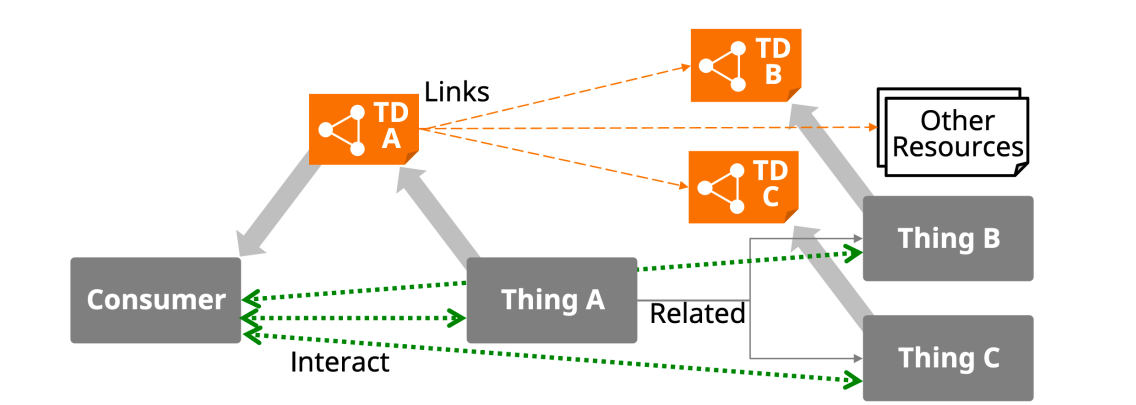 TD
B
Links
TD
A
Other
Resources
TD
C
Thing B
Consumer
Thing A
Related
Interact
Thing C